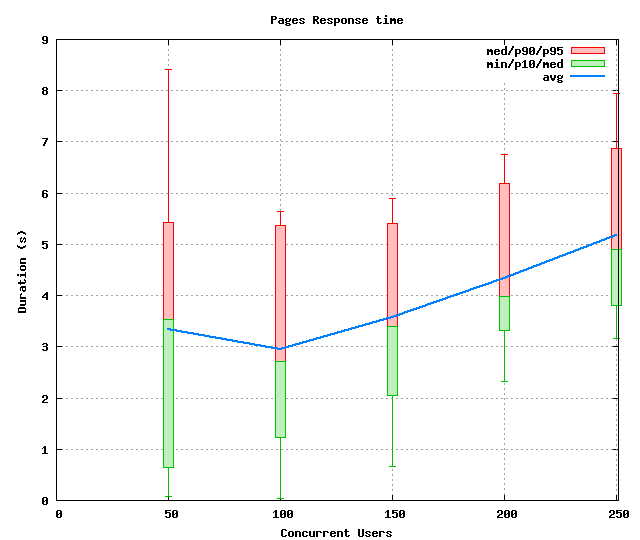 Pages Response time
med/p90/p95
min/p10/med
avg
Duration (s)
9
8
7
6
5
4
3
2
1
0
0 50 100 150 200 250
Concurrent Users